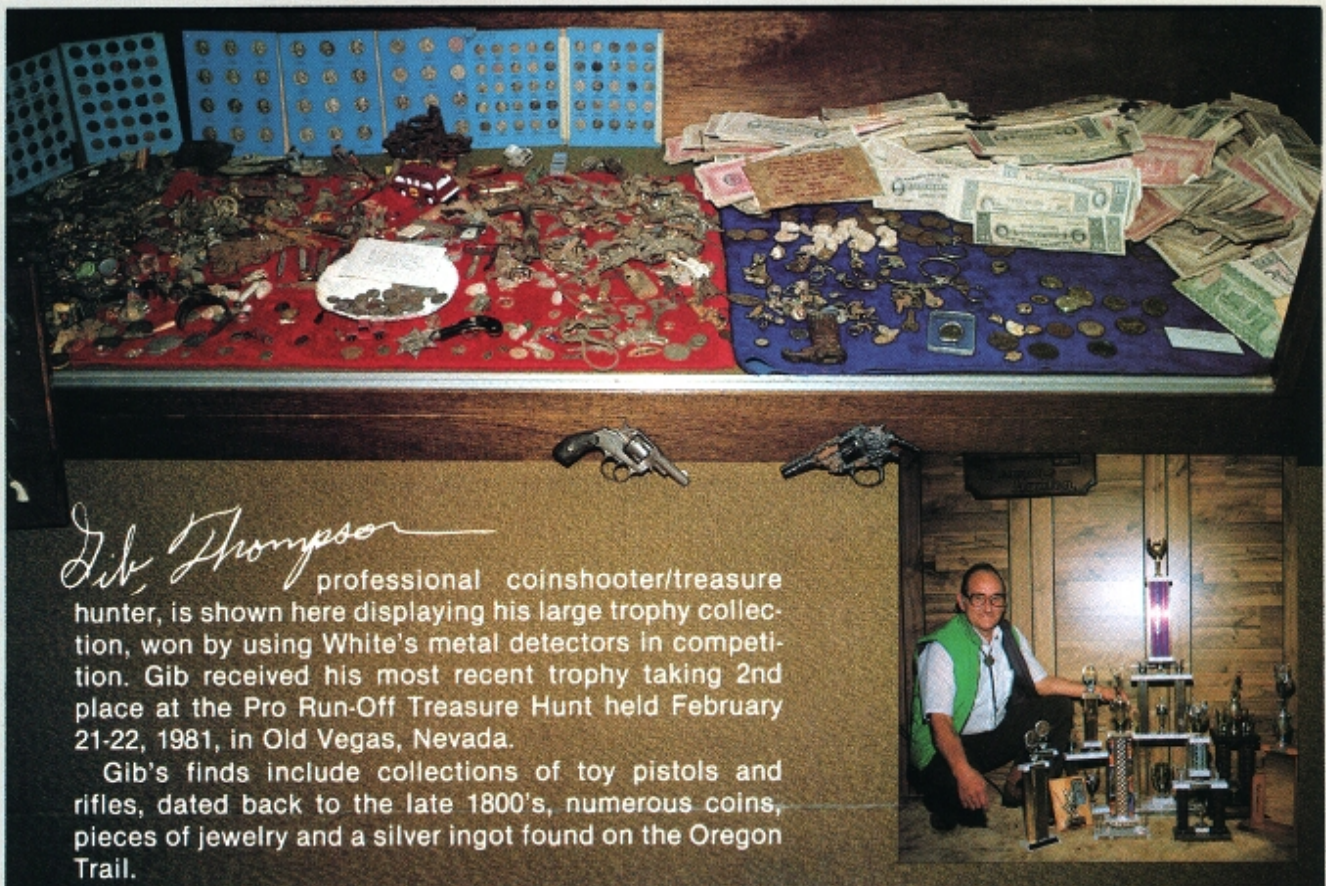 Gib Thompson
professional coinshooter/treasure
hunter, is shown here displaying his large trophy collec-
tion, won by using White's metal detectors in competi-
tion. Gib received his most recent trophy taking 2nd
place at the Pro Run-Off Treasure Hunt held February
21-22, 1981, in Old Vegas, Nevada.
Gib's finds include collections of toy pistols and
rifles, dated back to the late 1800's, numerous coins,
pieces of jewelry and a silver ingot found on the Oregon
Trail.